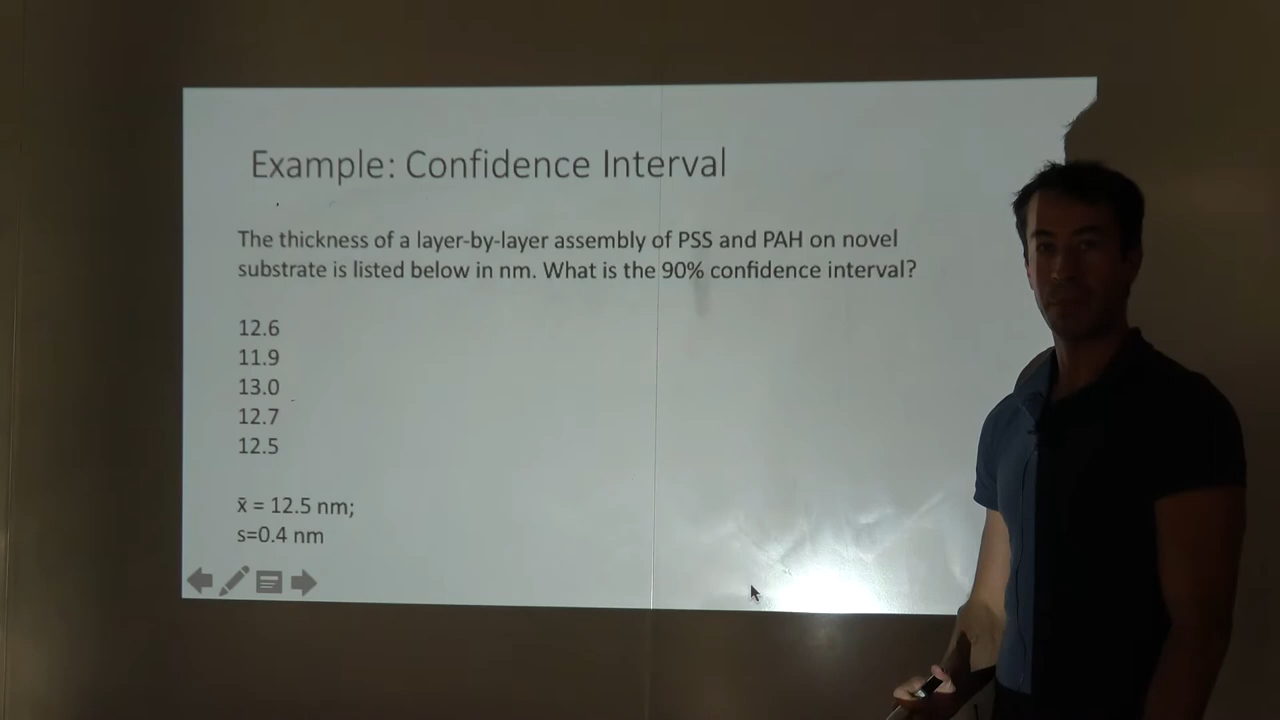 Example: Confidence Interval
The thickness of a layer-by-layer assembly of PSS and PAH on novel
substrate is listed below in nm. What is the 90% confidence interval?
12.6
11.9
13.0
12.7
12.5
x̄ = 12.5 nm;
s=0.4 nm